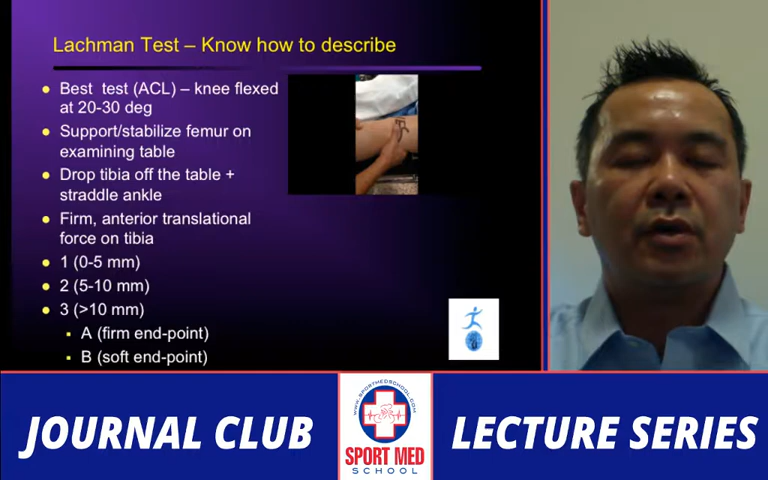 Lachman Test – Know how to describe
Best test (ACL) – knee flexed
at 20-30 deg
Support/stabilize femur on
examining table
Drop tibia off the table +
straddle ankle
Firm, anterior translational
force on tibia
1 (0-5 mm)
2 (5-10 mm)
3 (>10 mm)
A (firm end-point)
B (soft end-point)
JOURNAL CLUB
www.sportmedschool.com
SPORT MED
SCHOOL
LECTURE SERIES